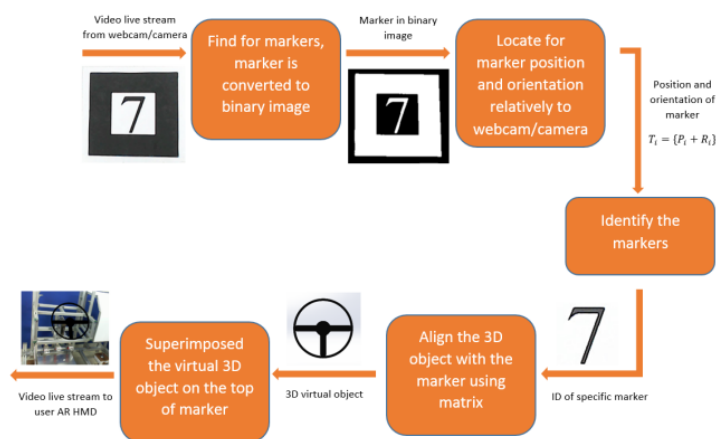 Video live stream
from webcam/camera
7
Find for markers,
marker is
converted to
binary image
Marker in binary
image
7
Locate for
marker position
and orientation
relatively to
webcam/camera
Position and
orientation of
marker
T_i = {P_i + R_i}
Identify the
markers
7
ID of specific marker
Align the 3D
object with the
marker using
matrix
3D virtual object
Superimposed
the virtual 3D
object on the top
of marker
Video live stream to
user AR HMD